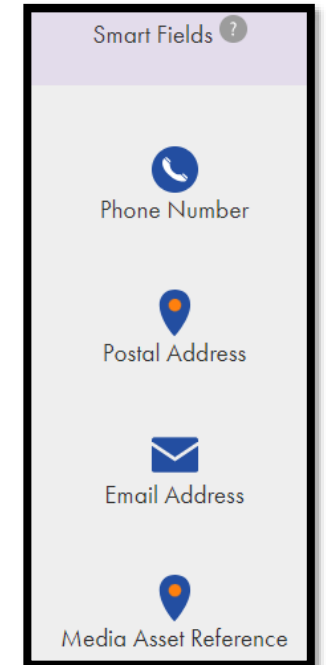 Smart Fields ?
Phone Number
Postal Address
Email Address
Media Asset Reference